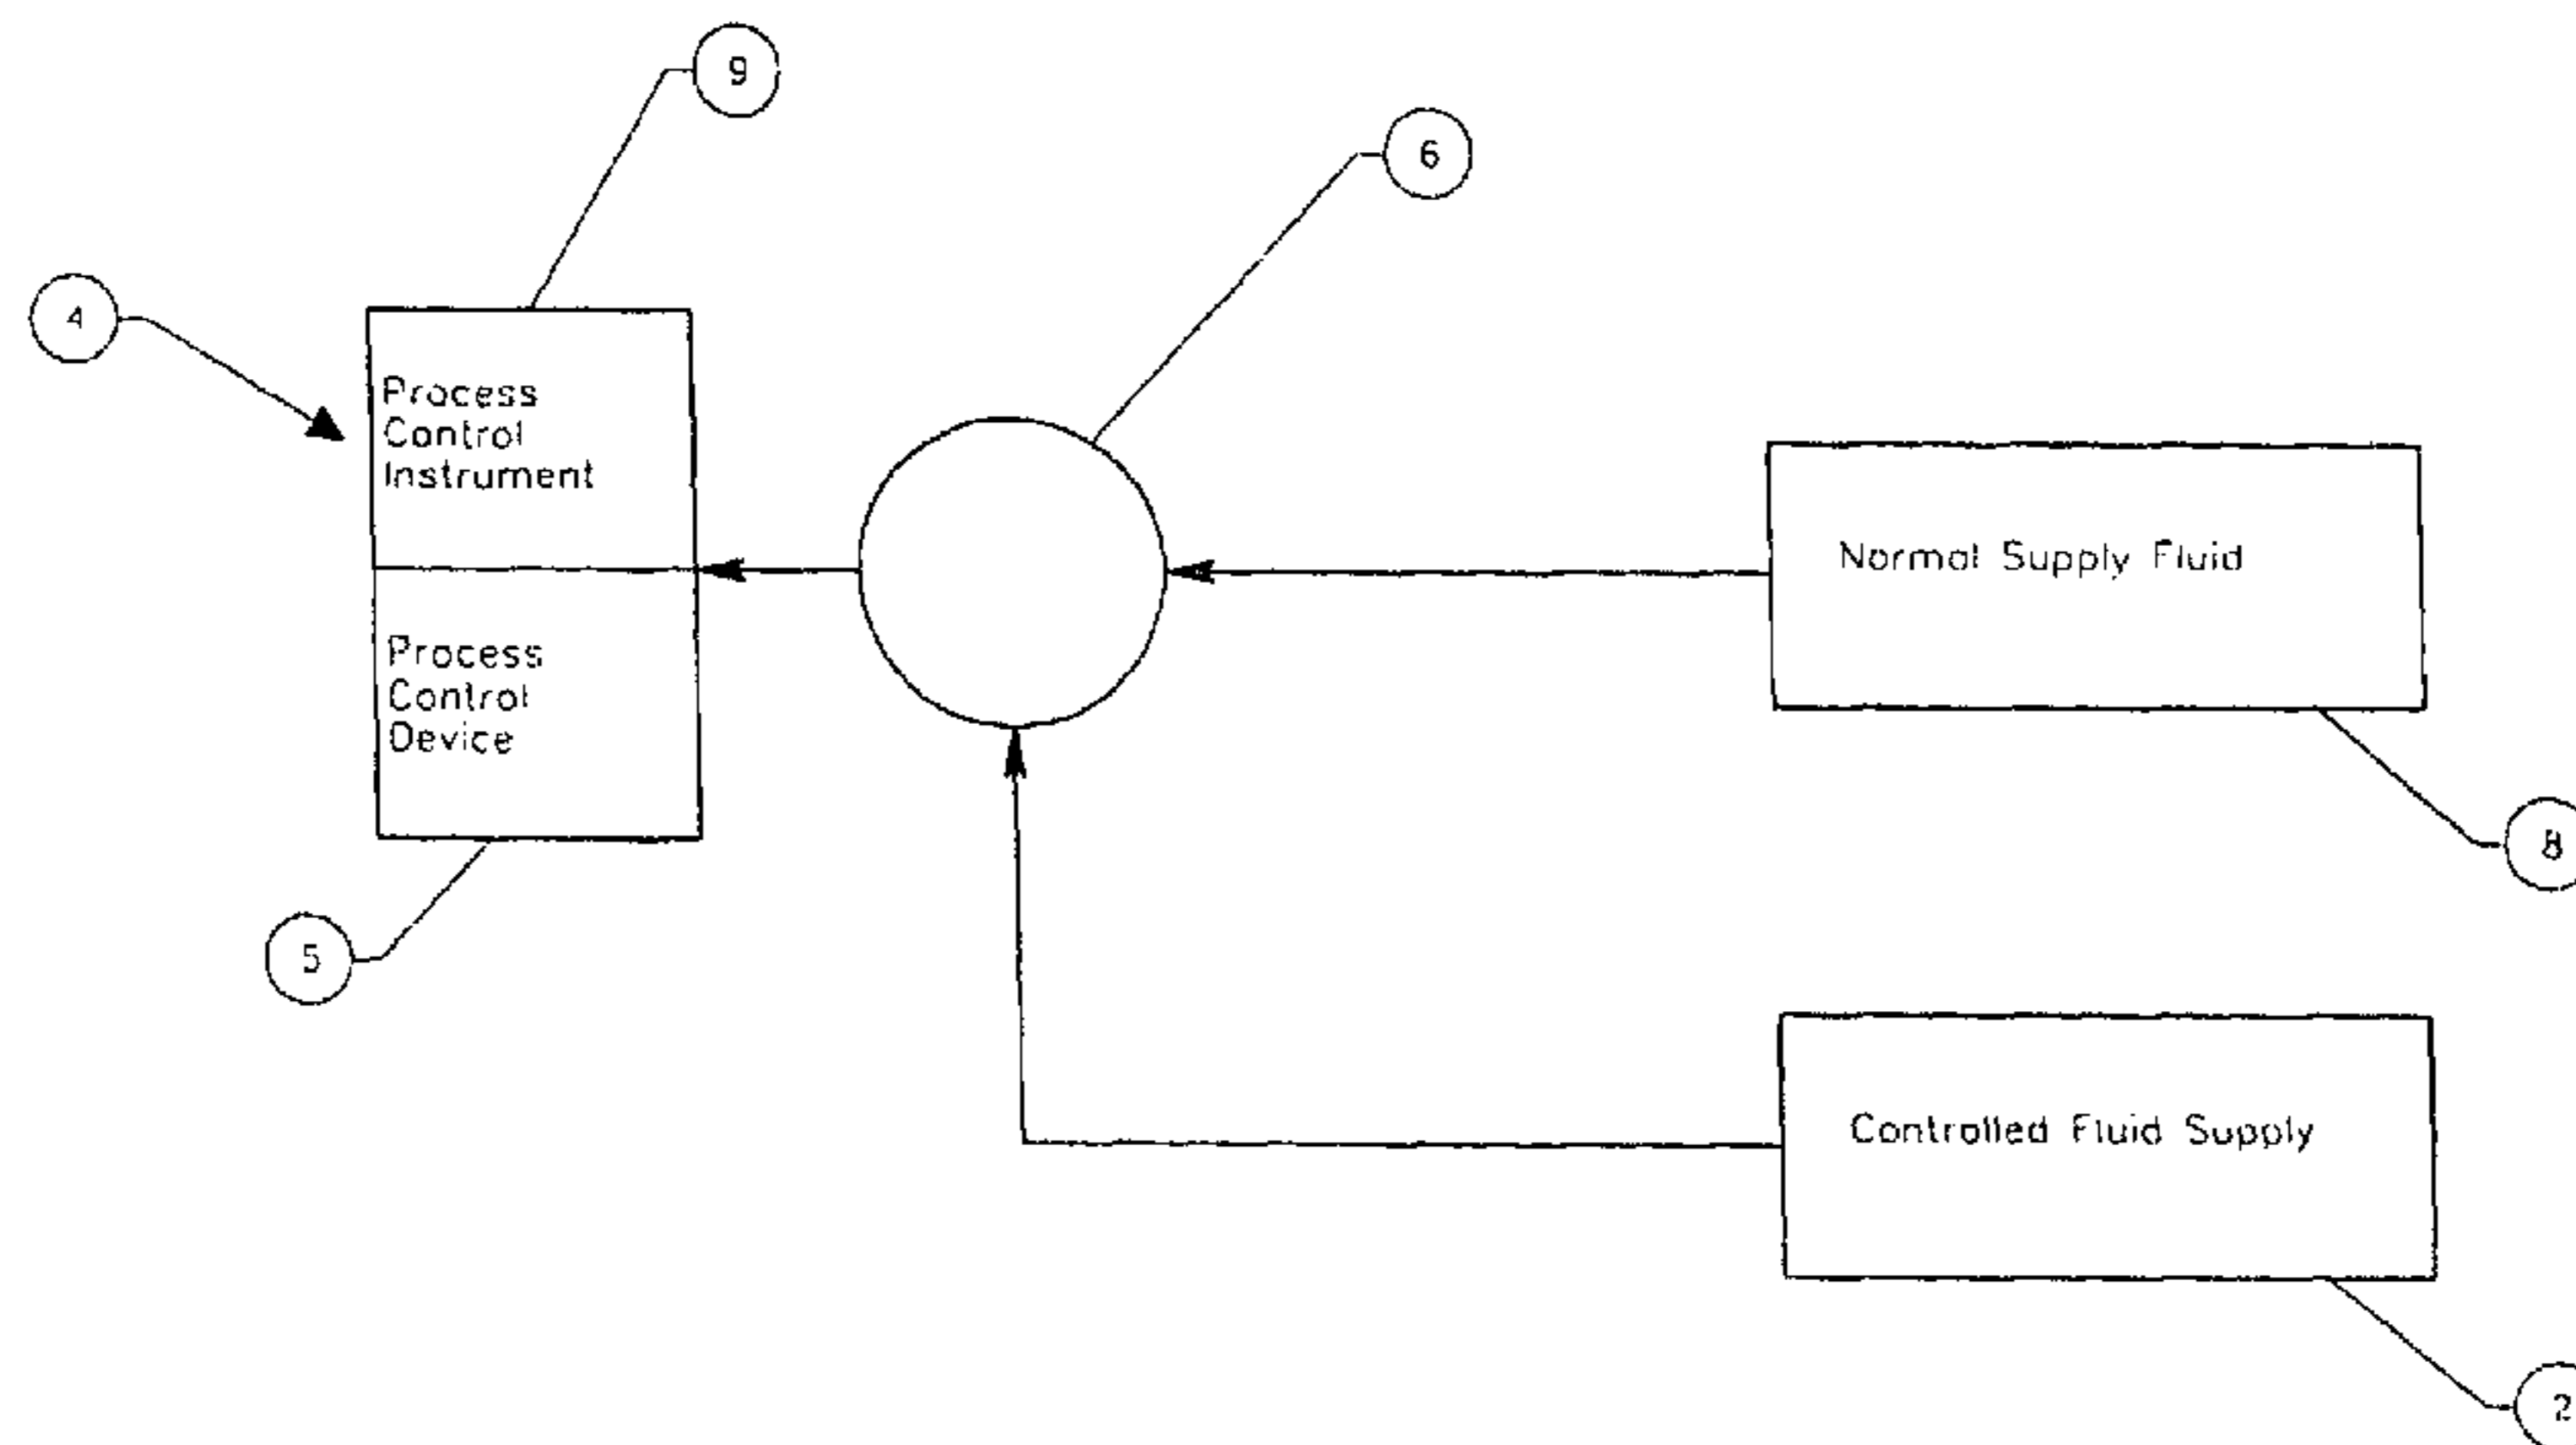 9
6
4
Process
Control
Instrument
Normal Supply Fluid
Process
Control
Device
8
5
Controlled Fluid Supply
2